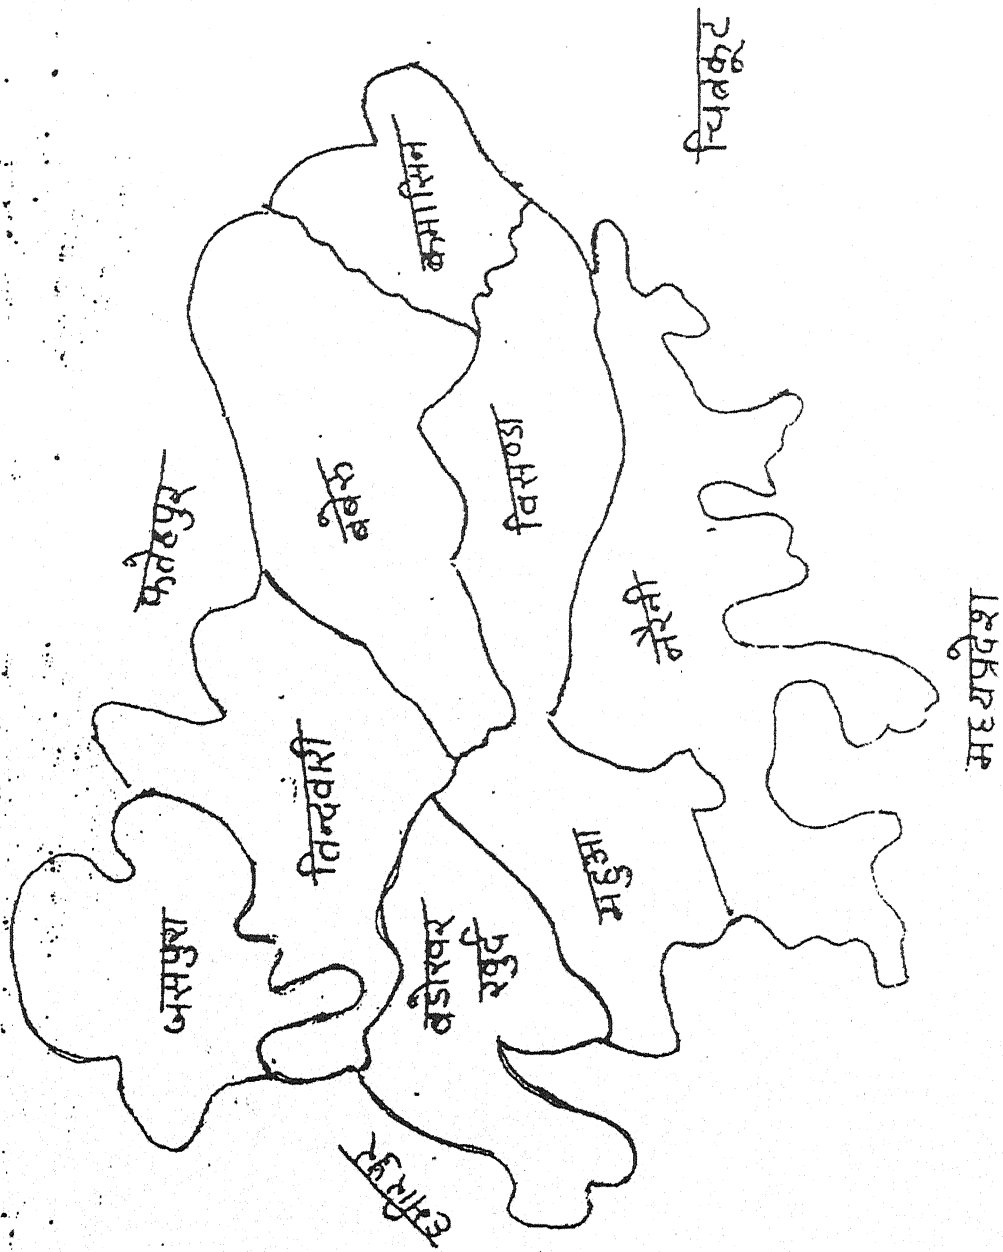 हमीरपुर
जसपुरा
फतेहपुर
तिन्दवारी
बडोखर
खुर्द
बबेरु
कमासिन
विसण्डा
महुआ
नरैनी
चित्रकूट
मध्यप्रदेश